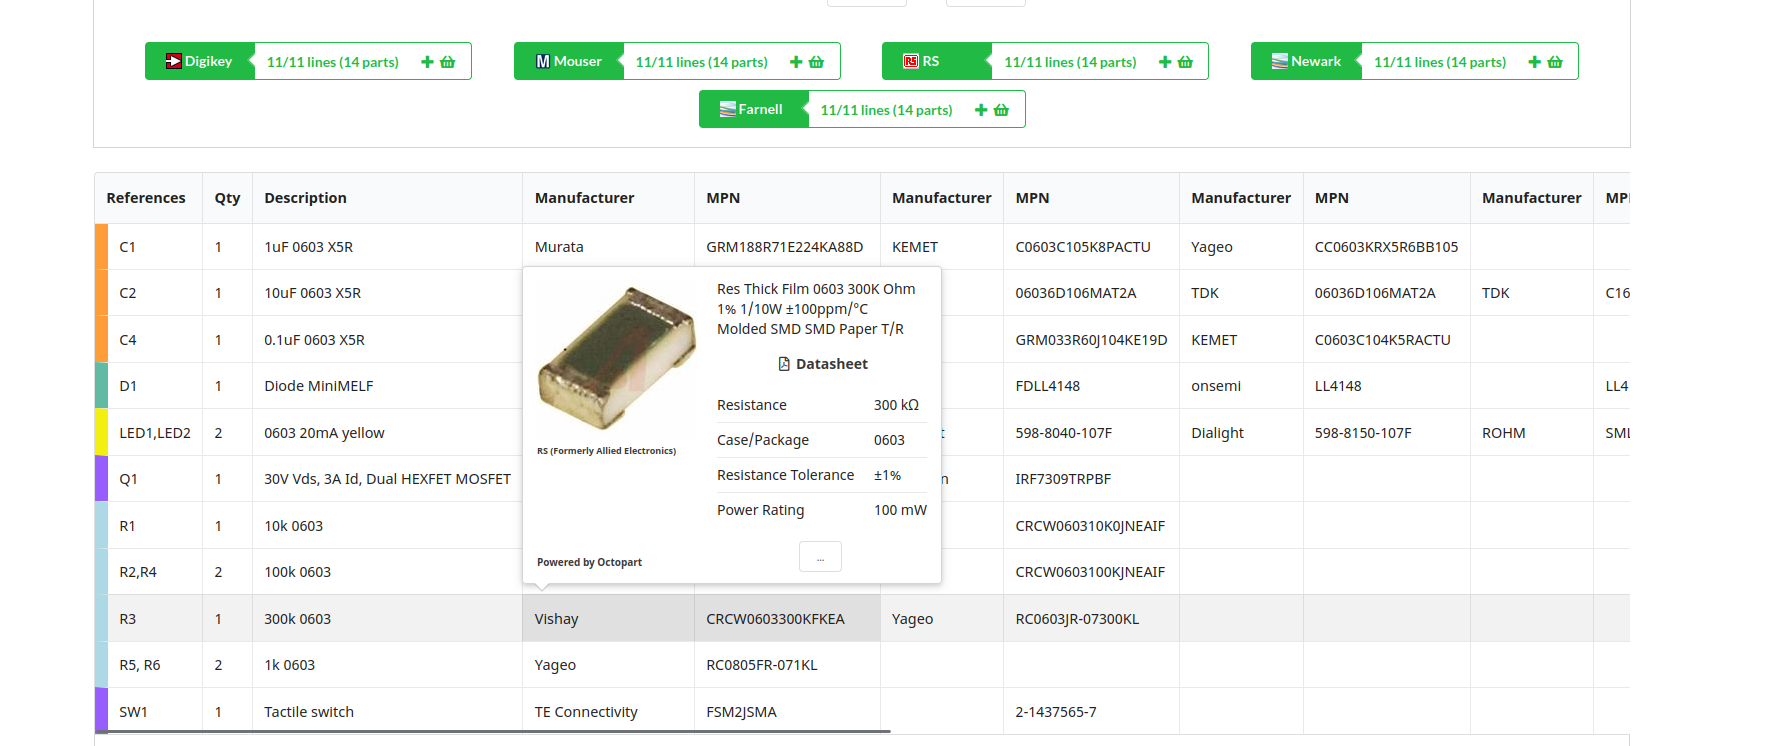 Digikey 11/11 lines (14 parts)
Mouser 11/11 lines (14 parts)
RS 11/11 lines (14 parts)
Newark 11/11 lines (14 parts)
Farnell 11/11 lines (14 parts)
References Qty Description Manufacturer MPN Manufacturer MPN Manufacturer MPN Manufacturer
C1 1 1uF 0603 X5R Murata GRM188R71E224KA88D KEMET C0603C105K8PACTU Yageo CC0603KRX5R6BB105
C2 1 10uF 0603 X5R 06036D106MAT2A TDK 06036D106MAT2A TDK C16
C4 1 0.1uF 0603 X5R GRM033R60J104KE19D KEMET C0603C104K5RACTU
D1 1 Diode MiniMELF FDLL4148 onsemi LL4148 LL4
LED1,LED2 2 0603 20mA yellow 598-8040-107F Dialight 598-8150-107F ROHM SML
Q1 1 30V Vds, 3A Id, Dual HEXFET MOSFET IRF7309TRPBF
R1 1 10k 0603 CRCW060310K0JNEAIF
R2,R4 2 100k 0603 CRCW0603100KJNEAIF
R3 1 300k 0603 Vishay CRCW0603300KFKEA Yageo RC0603JR-07300KL
R5, R6 2 1k 0603 Yageo RC0805FR-071KL
SW1 1 Tactile switch TE Connectivity FSM2JSMA 2-1437565-7
Res Thick Film 0603 300K Ohm
1% 1/10W ±100ppm/°C
Molded SMD SMD Paper T/R
Datasheet
Resistance 300 kΩ
Case/Package 0603
Resistance Tolerance ±1%
Power Rating 100 mW
RS (Formerly Allied Electronics)
Powered by Octopart
...